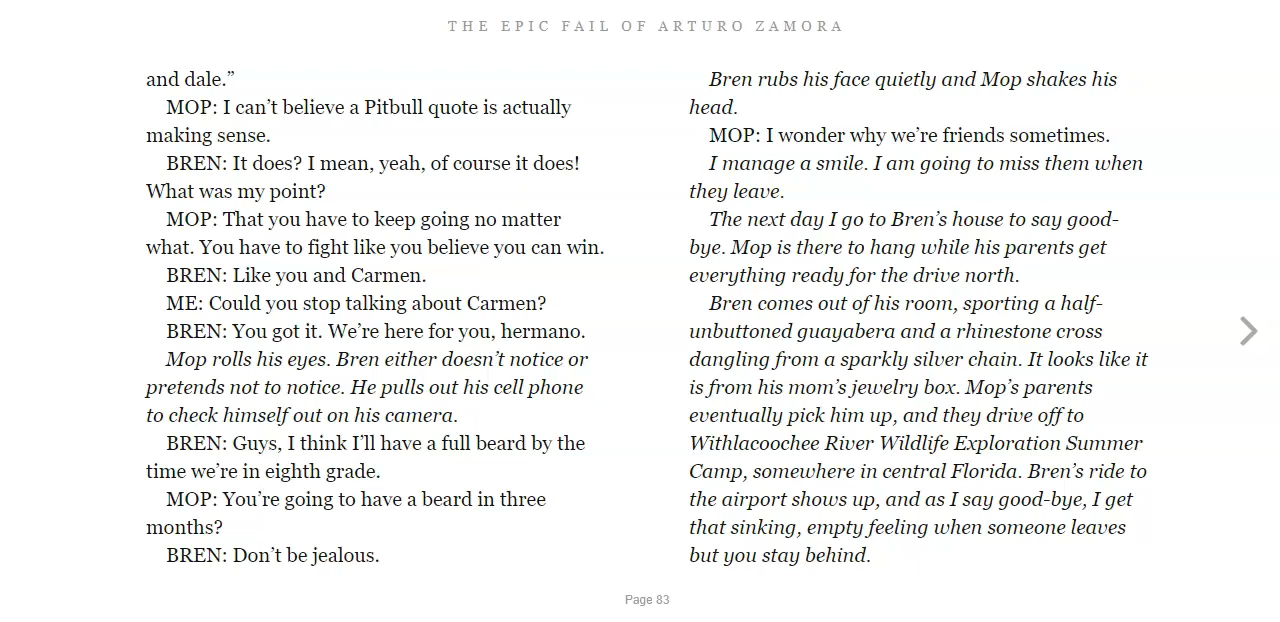 THE EPIC FAIL OF ARTURO ZAMORA
and dale.”
MOP: I can’t believe a Pitbull quote is actually
making sense.
BREN: It does? I mean, yeah, of course it does!
What was my point?
MOP: That you have to keep going no matter
what. You have to fight like you believe you can win.
BREN: Like you and Carmen.
ME: Could you stop talking about Carmen?
BREN: You got it. We’re here for you, hermano.
Mop rolls his eyes. Bren either doesn’t notice or
pretends not to notice. He pulls out his cell phone
to check himself out on his camera.
BREN: Guys, I think I’ll have a full beard by the
time we’re in eighth grade.
MOP: You’re going to have a beard in three
months?
BREN: Don’t be jealous.
Bren rubs his face quietly and Mop shakes his
head.
MOP: I wonder why we’re friends sometimes.
I manage a smile. I am going to miss them when
they leave.
The next day I go to Bren’s house to say good-
bye. Mop is there to hang while his parents get
everything ready for the drive north.
Bren comes out of his room, sporting a half-
unbuttoned guayabera and a rhinestone cross
dangling from a sparkly silver chain. It looks like it
is from his mom’s jewelry box. Mop’s parents
eventually pick him up, and they drive off to
Withlacoochee River Wildlife Exploration Summer
Camp, somewhere in central Florida. Bren’s ride to
the airport shows up, and as I say good-bye, I get
that sinking, empty feeling when someone leaves
but you stay behind.
Page 83